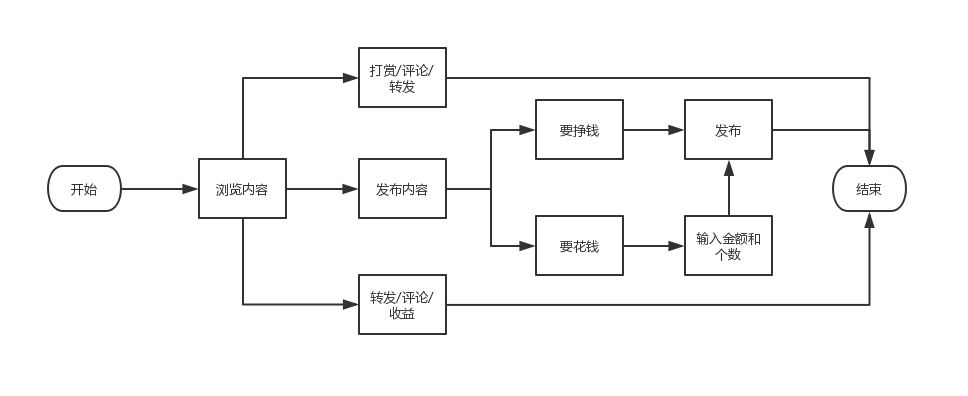 打赏/评论/
转发
要挣钱
发布
开始
浏览内容
发布内容
结束
要花钱
输入金额和
个数
转发/评论/
收益